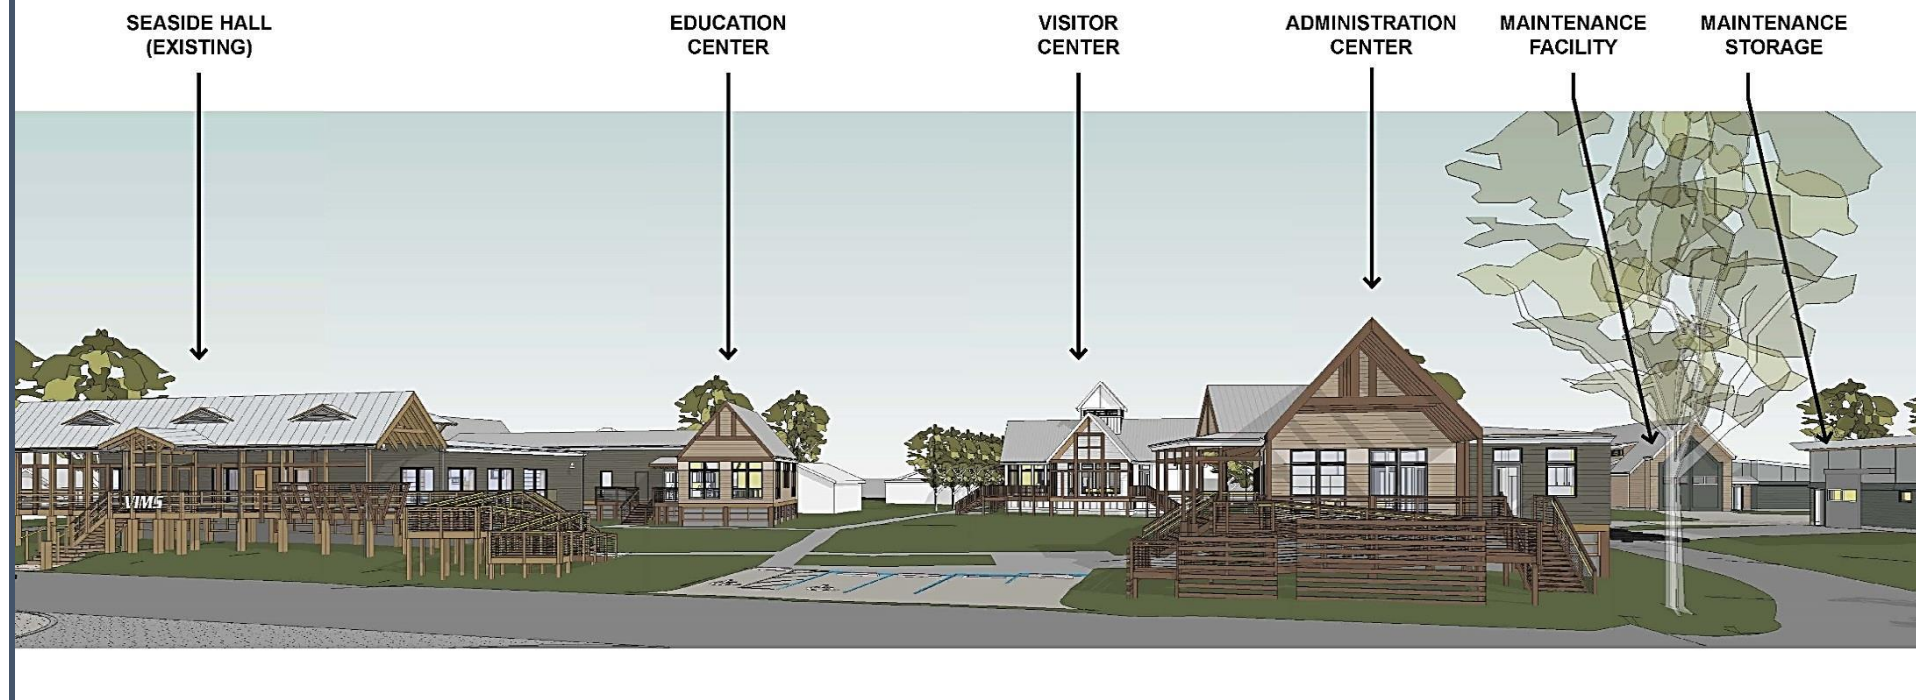 SEASIDE HALL
(EXISTING)
EDUCATION
CENTER
VISITOR
CENTER
ADMINISTRATION
CENTER
MAINTENANCE
FACILITY
MAINTENANCE
STORAGE
VIMS